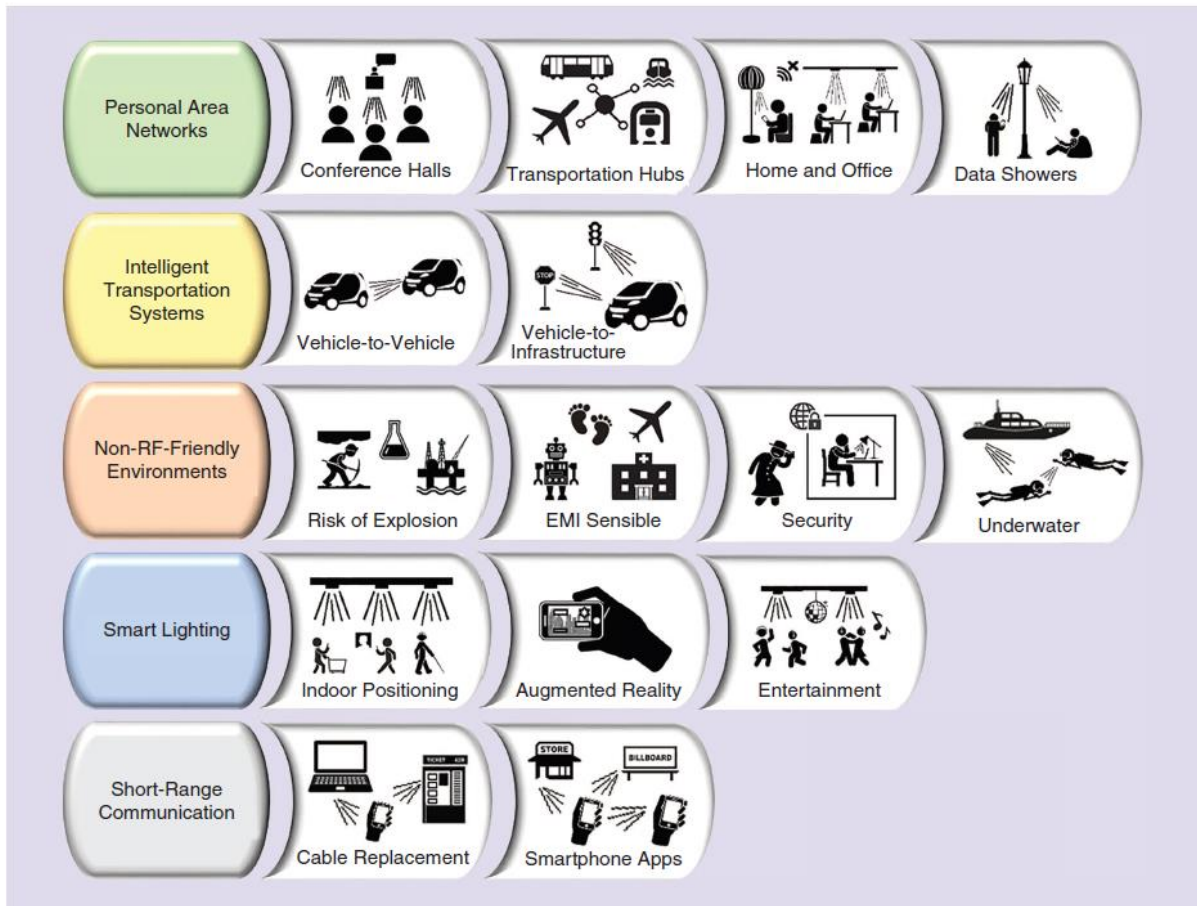 Personal Area
Networks
Conference Halls
Transportation Hubs
Home and Office
Data Showers
Intelligent
Transportation
Systems
STOP
Vehicle-to-Vehicle
Vehicle-to-
Infrastructure
Non-RF-Friendly
Environments
Risk of Explosion
EMI Sensible
Security
Underwater
Smart Lighting
Indoor Positioning
Augmented Reality
Entertainment
Short-Range
Communication
TICKET
STORE
BILLBOARD
Cable Replacement
Smartphone Apps